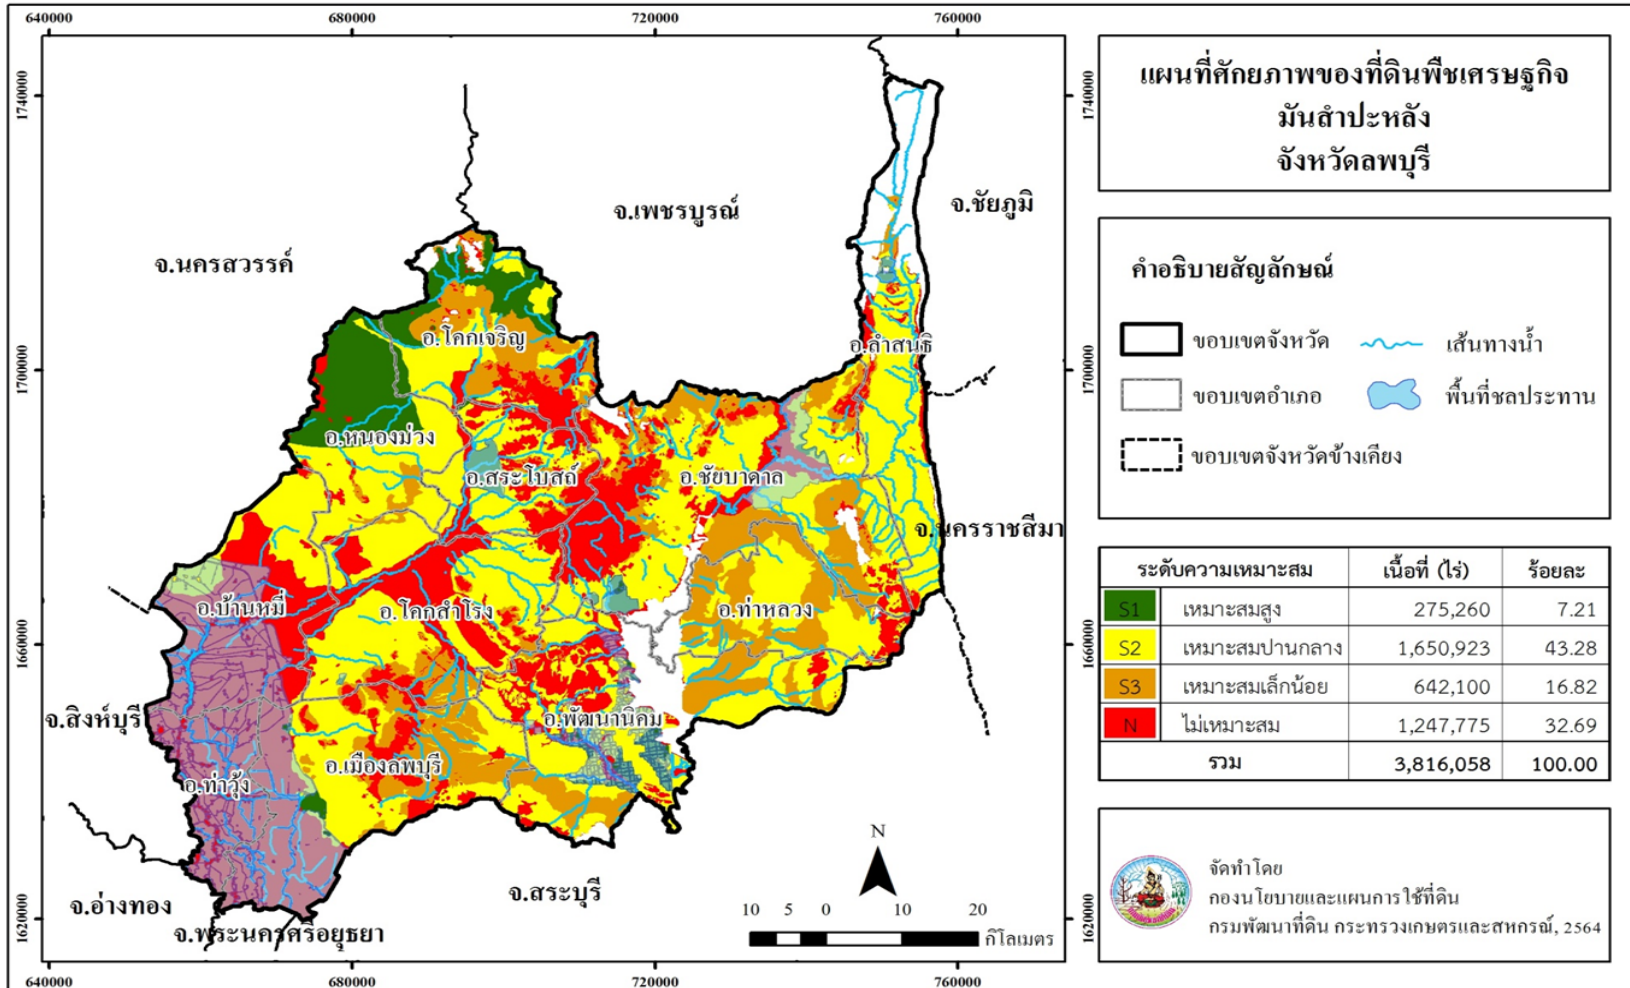 640000
680000
720000
760000
1740000
1700000
1660000
1620000
1740000
1700000
1660000
1620000
640000
680000
720000
760000
จ.เพชรบูรณ์
จ.ชัยภูมิ
จ.นครสวรรค์
อ.โคกเจริญ
อ.ลำสนธิ
อ.หนองม่วง
อ.สระโบสถ์
อ.ชัยบาดาล
จ.นครราชสีมา
อ.บ้านหมี่
อ.โคกสำโรง
อ.ท่าหลวง
จ.สิงห์บุรี
อ.พัฒนานิคม
อ.เมืองลพบุรี
อ.ท่าวุ้ง
จ.สระบุรี
จ.อ่างทอง
จ.พระนครศรีอยุธยา
N
10 5 0 10 20
กิโลเมตร
แผนที่ศักยภาพของที่ดินพืชเศรษฐกิจ
มันสำปะหลัง
จังหวัดลพบุรี
คำอธิบายสัญลักษณ์
ขอบเขตจังหวัด เส้นทางน้ำ
ขอบเขตอำเภอ พื้นที่ชลประทาน
ขอบเขตจังหวัดข้างเคียง
ระดับความเหมาะสม เนื้อที่ (ไร่) ร้อยละ
S1 เหมาะสมสูง 275,260 7.21
S2 เหมาะสมปานกลาง 1,650,923 43.28
S3 เหมาะสมเล็กน้อย 642,100 16.82
N ไม่เหมาะสม 1,247,775 32.69
รวม 3,816,058 100.00
จัดทำโดย
กองนโยบายและแผนการใช้ที่ดิน
กรมพัฒนาที่ดิน กระทรวงเกษตรและสหกรณ์, 2564